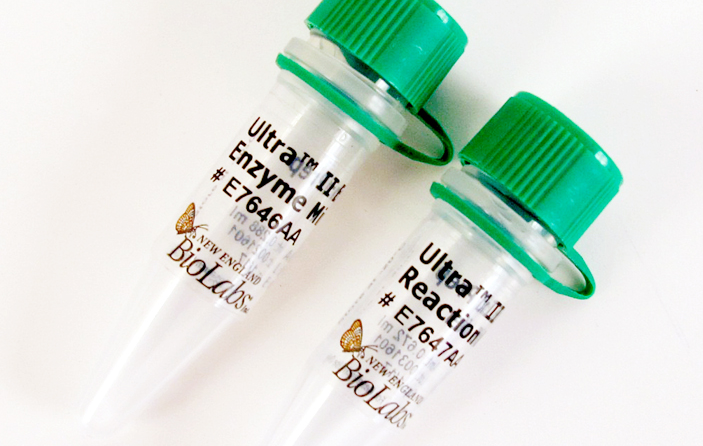 Ultra™ II
Enzyme Mi
# E7646AA
NEW ENGLAND
BioLabs
Ultra™ II
Reaction
# E7647AA
NEW ENGLAND
BioLabs